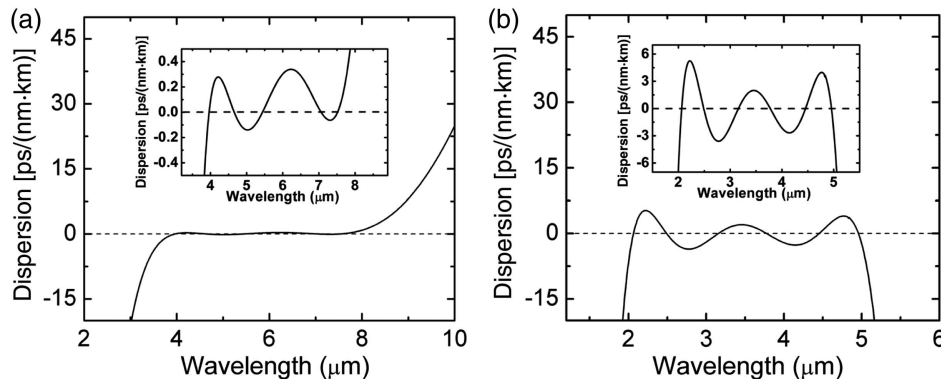 (a)
Dispersion [ps/(nm·km)]
45
30
15
0
-15
2 4 6 8 10
Wavelength (μm)
Dispersion [ps/(nm·km)]
0.4
0.2
0.0
-0.2
-0.4
4 5 6 7 8
Wavelength (μm)
(b)
Dispersion [ps/(nm·km)]
45
30
15
0
-15
2 3 4 5 6
Wavelength (μm)
Dispersion [ps/(nm·km)]
6
3
0
-3
-6
2 3 4 5
Wavelength (μm)